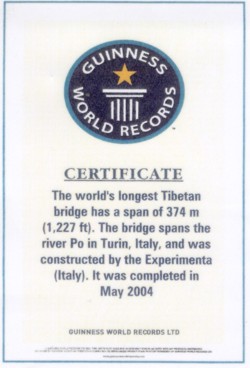 GUINNESS
WORLD RECORDS
CERTIFICATE
The world's longest Tibetan
bridge has a span of 374 m
(1,227 ft). The bridge spans the
river Po in Turin, Italy, and was
constructed by the Experimenta
(Italy). It was completed in
May 2004
GUINNESS WORLD RECORDS LTD